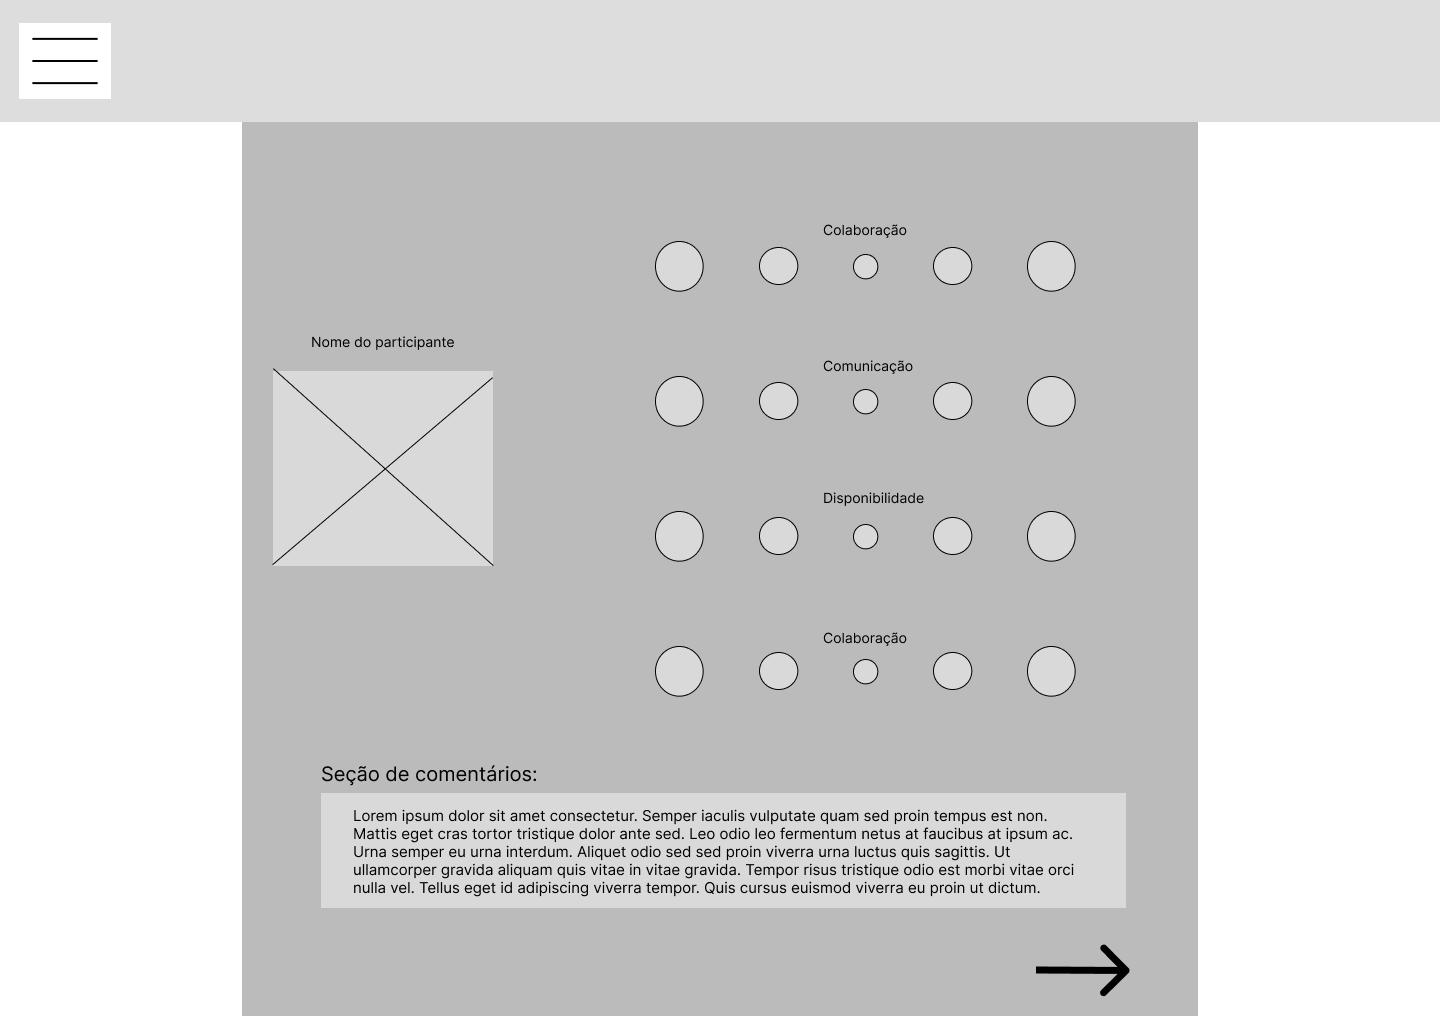 Colaboração
Nome do participante
Comunicação
Disponibilidade
Colaboração
Seção de comentários:
Lorem ipsum dolor sit amet consectetur. Semper iaculis vulputate quam sed proin tempus est non.
Mattis eget cras tortor tristique dolor ante sed. Leo odio leo fermentum netus at faucibus at ipsum ac.
Urna semper eu urna interdum. Aliquet odio sed sed proin viverra urna luctus quis sagittis. Ut
ullamcorper gravida aliquam quis vitae in vitae gravida. Tempor risus tristique odio est morbi vitae orci
nulla vel. Tellus eget id adipiscing viverra tempor. Quis cursus euismod viverra eu proin ut dictum.